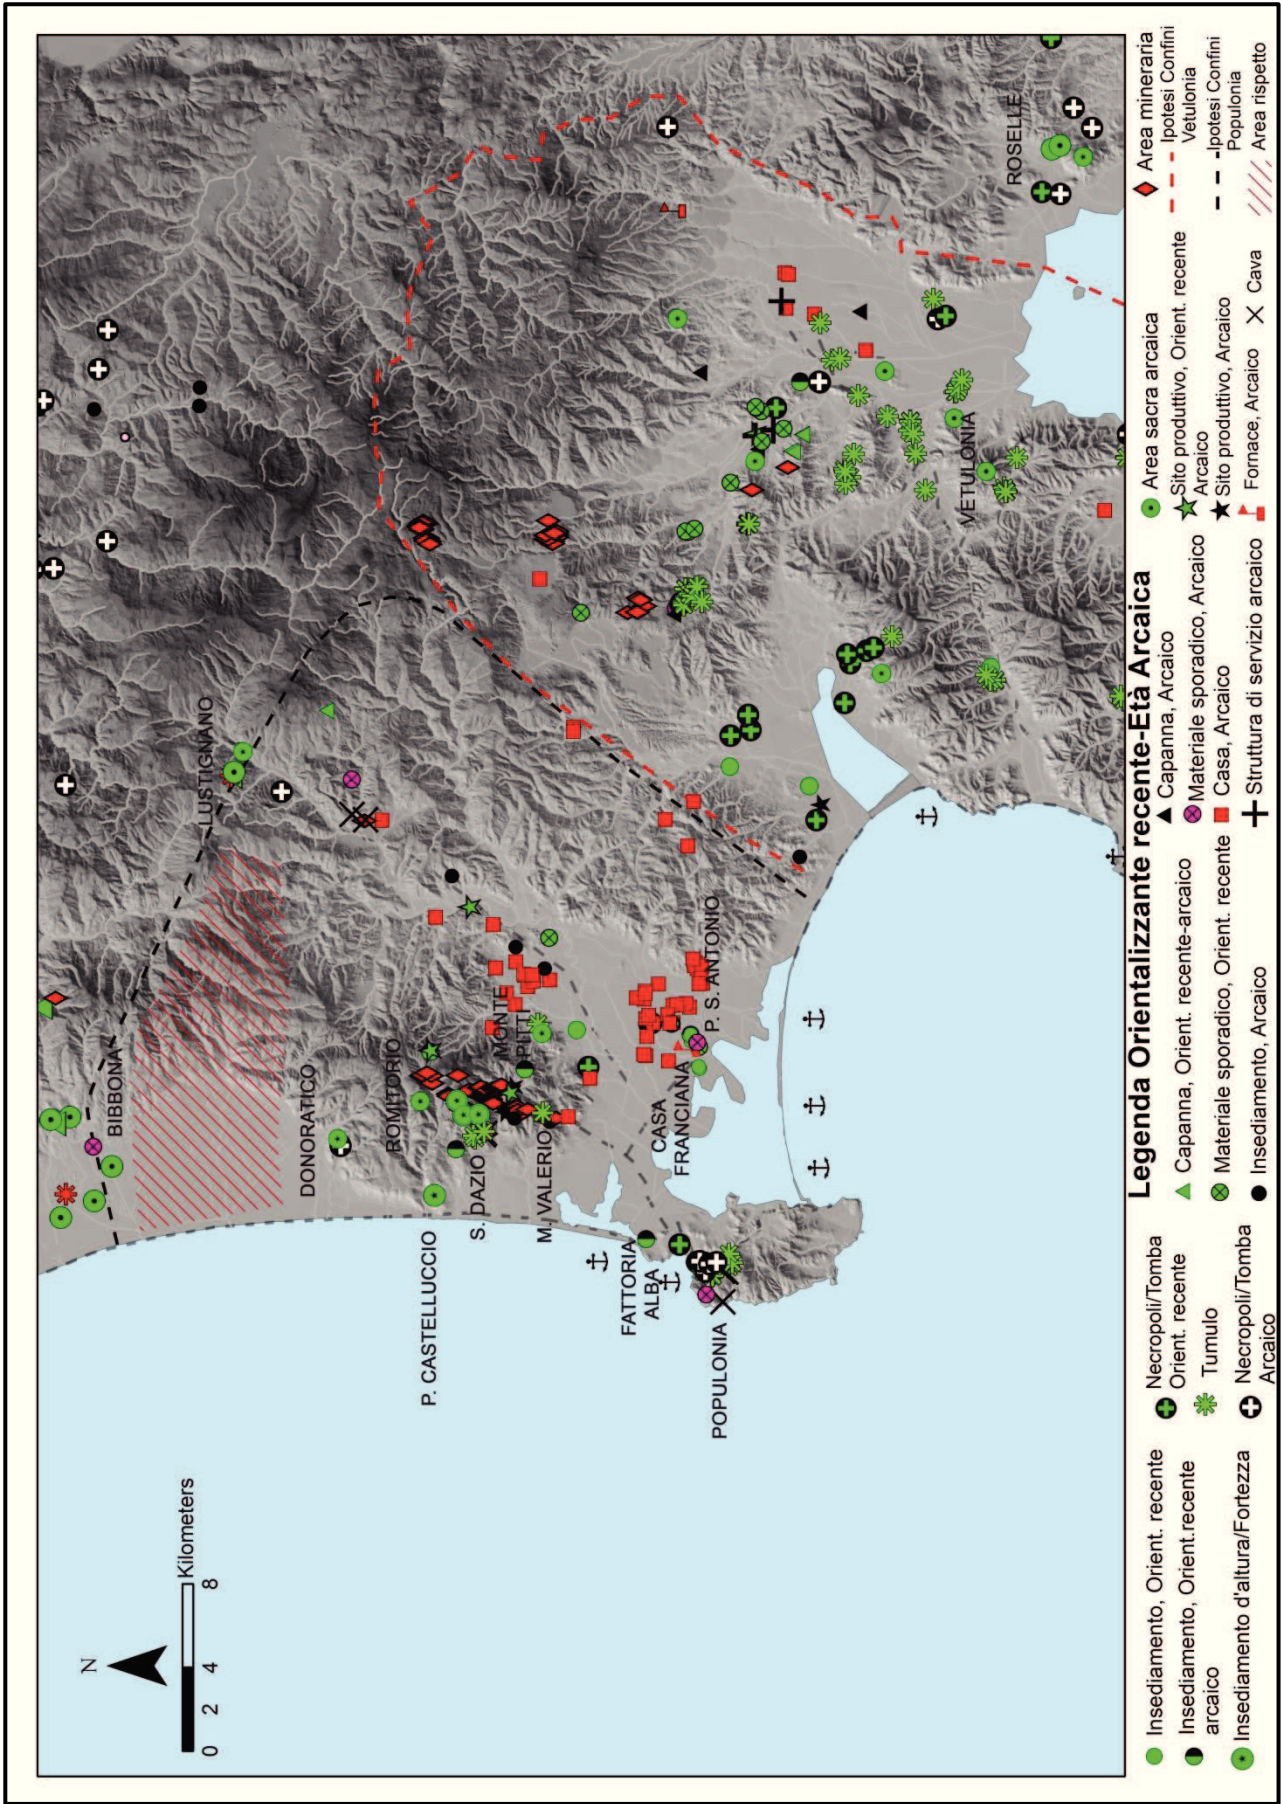 N
Kilometers
0 2 4 8
BIBBONA
LUSTIGNANO
DONORATICO
ROMITORIO
P. CASTELLUCCIO
S. DAZIO
MONTE
PITTI
M. VALERIO
FATTORIA
ALBA
CASA
FRANCIANA
P. S. ANTONIO
POPULONIA
VETULONIA
ROSELLE
Legenda Orientalizzante recente-Età Arcaica
Insediamento, Orient. recente
Insediamento, Orient.recente
arcaico
Insediamento d'altura/Fortezza
Necropoli/Tomba
Orient. recente
Tumulo
Necropoli/Tomba
Arcaico
Capanna, Orient. recente-arcaico
Materiale sporadico, Orient. recente
Insediamento, Arcaico
Capanna, Arcaico
Materiale sporadico, Arcaico
Casa, Arcaico
Struttura di servizio arcaico
Area sacra arcaica
Sito produttivo, Orient. recente
Arcaico
Sito produttivo, Arcaico
Fornace, Arcaico
Cava
Area mineraria
Ipotesi Confini
Vetulonia
Ipotesi Confini
Populonia
Area rispetto